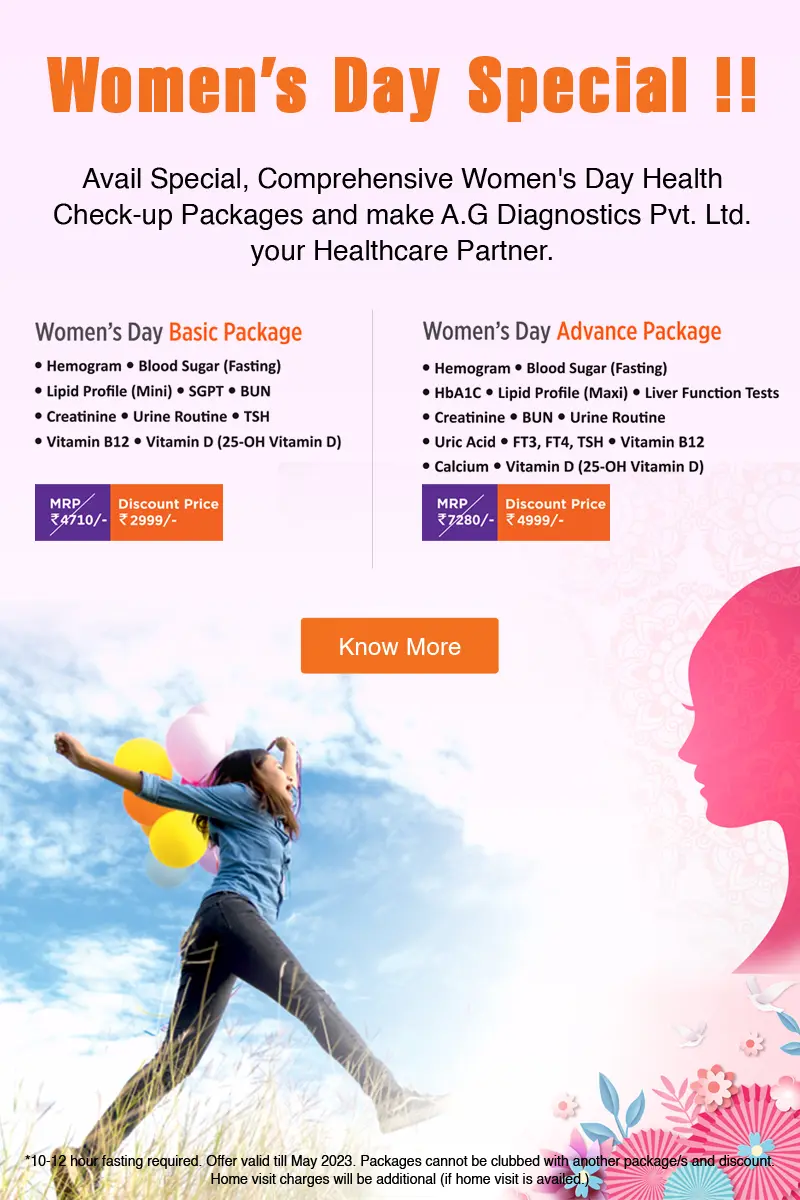 Women's Day Special !!
Avail Special, Comprehensive Women's Day Health
Check-up Packages and make A.G Diagnostics Pvt. Ltd.
your Healthcare Partner.
Women's Day Basic Package
• Hemogram • Blood Sugar (Fasting)
• Lipid Profile (Mini) • SGPT • BUN
• Creatinine • Urine Routine • TSH
• Vitamin B12 • Vitamin D (25-OH Vitamin D)
MRP
₹4710/-
Discount Price
₹2999/-
Women's Day Advance Package
• Hemogram • Blood Sugar (Fasting)
• HbA1C • Lipid Profile (Maxi) • Liver Function Tests
• Creatinine • BUN • Urine Routine
• Uric Acid • FT3, FT4, TSH • Vitamin B12
• Calcium • Vitamin D (25-OH Vitamin D)
MRP
₹7280/-
Discount Price
₹4999/-
Know More
*10-12 hour fasting required. Offer valid till May 2023. Packages cannot be clubbed with another package/s and discount.
Home visit charges will be additional (if home visit is availed.)